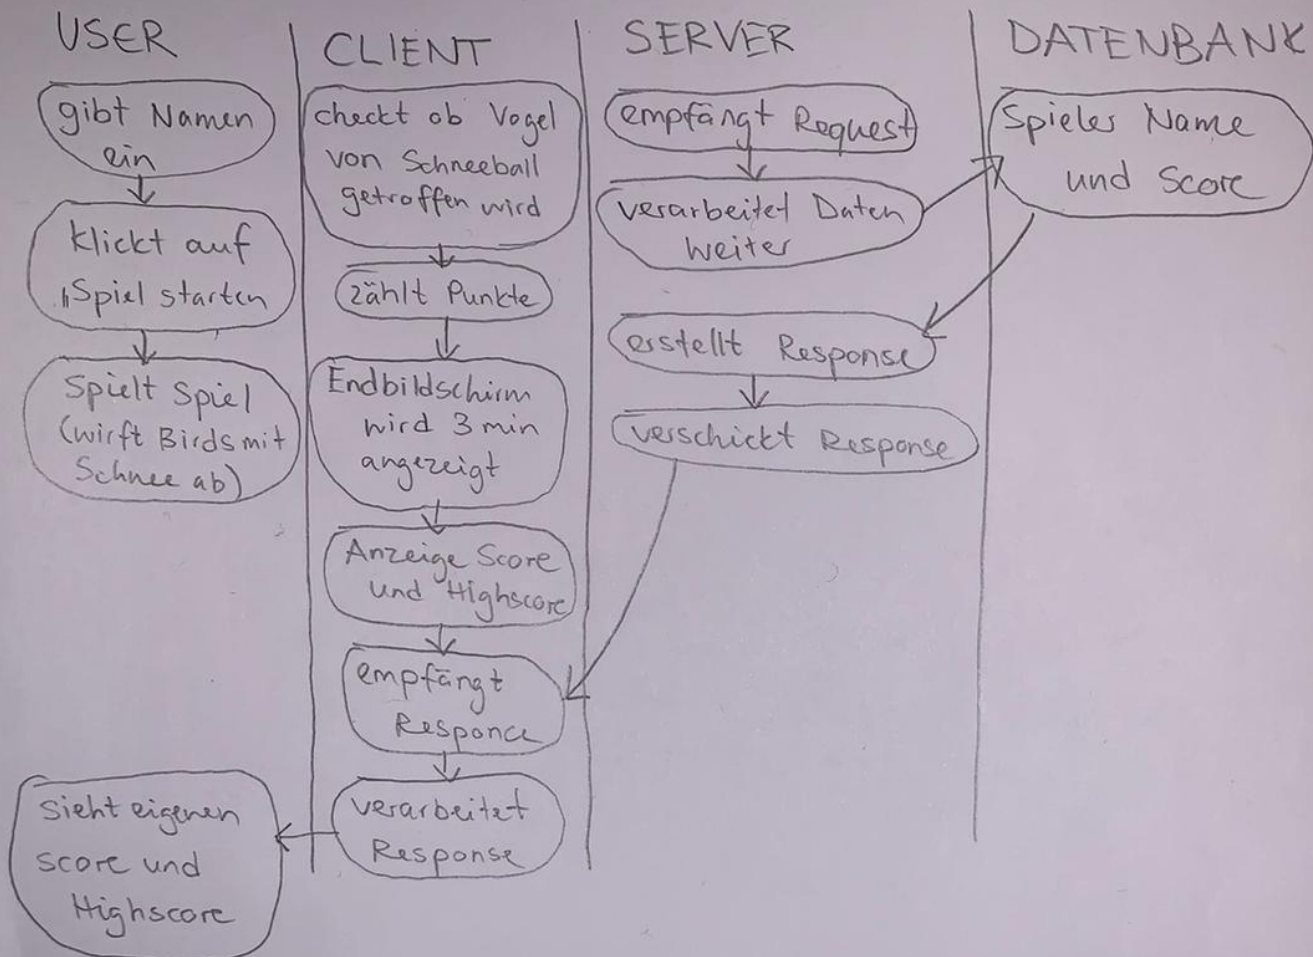 USER
gibt Namen
ein
klickt auf
"Spiel starten
Spielt Spiel
(wirft Birds mit
Schnee ab)
sieht eigenen
score und
Highscore
CLIENT
checkt ob Vogel
von Schneeball
getroffen wird
zählt Punkte
Endbildschirm
wird 3 min
angezeigt
Anzeige Score
und Highscore
empfängt
Responce
verarbeitet
Response
SERVER
empfängt Request
verarbeitet Daten
weiter
erstellt Response
verschickt Response
DATENBANK
Spieler Name
und Score